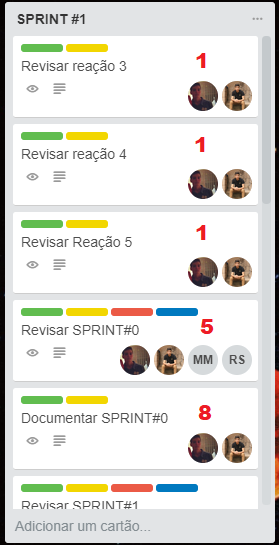 SPRINT #1
Revisar reação 3
1
Revisar reação 4
1
Revisar Reação 5
1
Revisar SPRINT#0
5
MM RS
Documentar SPRINT#0
8
Revisar SPRINT#1
Adicionar um cartão...